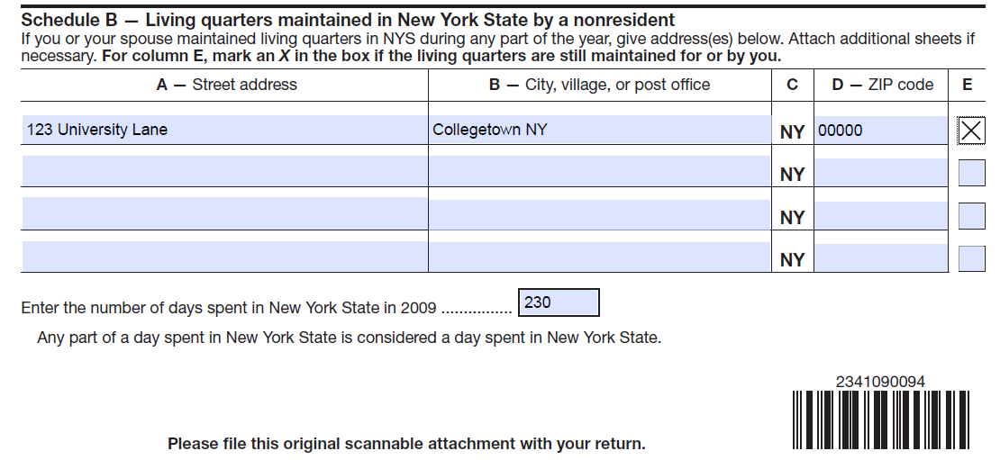 Schedule B — Living quarters maintained in New York State by a nonresident
If you or your spouse maintained living quarters in NYS during any part of the year, give address(es) below. Attach additional sheets if
necessary. For column E, mark an X in the box if the living quarters are still maintained for or by you.
A — Street address B — City, village, or post office C D — ZIP code E
123 University Lane Collegetown NY NY 00000 X
NY
NY
NY
Enter the number of days spent in New York State in 2009 ................ 230
Any part of a day spent in New York State is considered a day spent in New York State.
2341090094
Please file this original scannable attachment with your return.